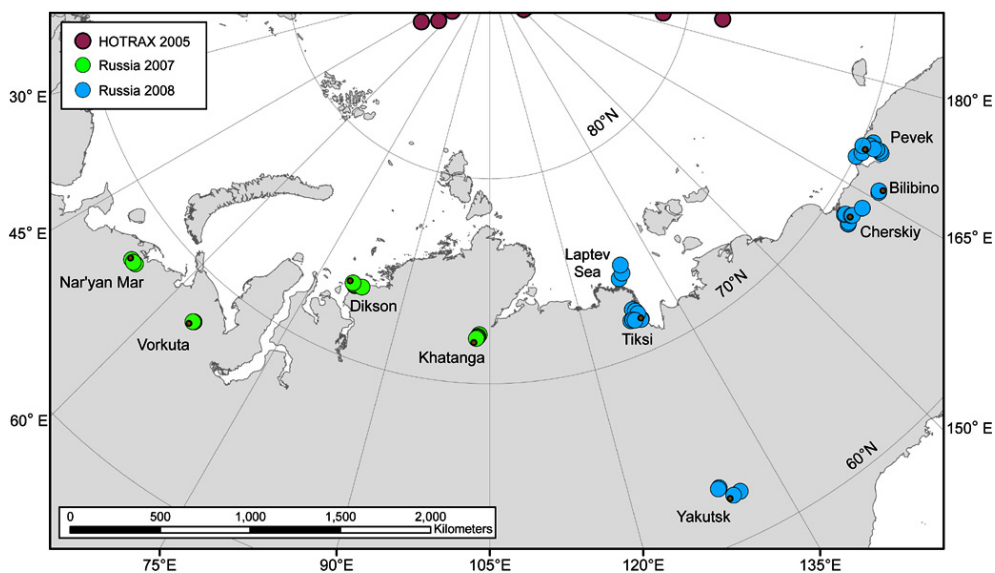 HOTRAX 2005
Russia 2007
Russia 2008
30° E
45° E
60° E
180° E
165° E
150° E
80°N
70°N
60°N
Pevek
Bilibino
Cherskiy
Laptev
Sea
Tiksi
Nar'yan Mar
Dikson
Vorkuta
Khatanga
Yakutsk
0 500 1,000 1,500 2,000
Kilometers
75°E 90°E 105°E 120°E 135°E